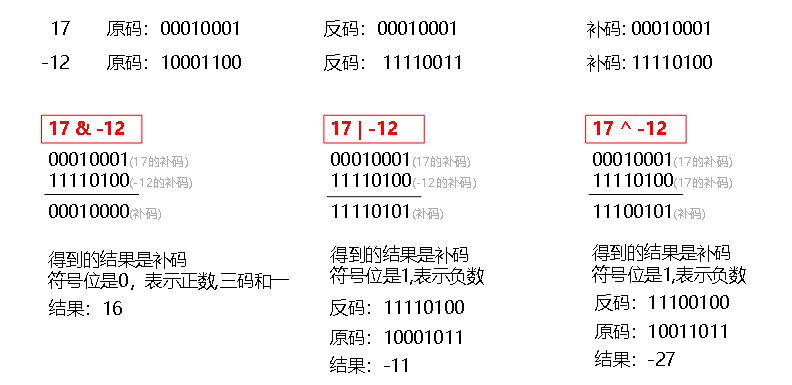 17 原码：00010001 反码：00010001 补码: 00010001
-12 原码：10001100 反码： 11110011 补码: 11110100
17 & -12
00010001(17的补码)
11110100(-12的补码)
00010000(补码)
得到的结果是补码
符号位是0，表示正数,三码和一
结果：16
17 | -12
00010001(17的补码)
11110100(-12的补码)
11110101(补码)
得到的结果是补码
符号位是1,表示负数
反码：11110100
原码：10001011
结果：-11
17 ^ -12
00010001(17的补码)
11110100(17的补码)
11100101(补码)
得到的结果是补码
符号位是1,表示负数
反码：11100100
原码：10011011
结果：-27